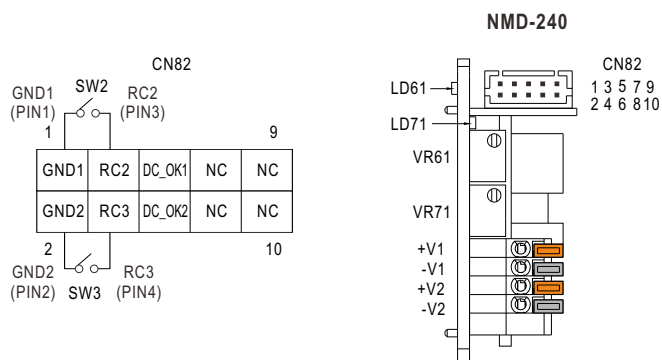 NMD-240
CN82
SW2
GND1
(PIN1)
RC2
(PIN3)
1
9
GND1 RC2 DC_OK1 NC NC
GND2 RC3 DC_OK2 NC NC
2
10
GND2
(PIN2)
SW3
RC3
(PIN4)
CN82
1 3 5 7 9
2 4 6 8 10
LD61
LD71
VR61
VR71
+V1
-V1
+V2
-V2